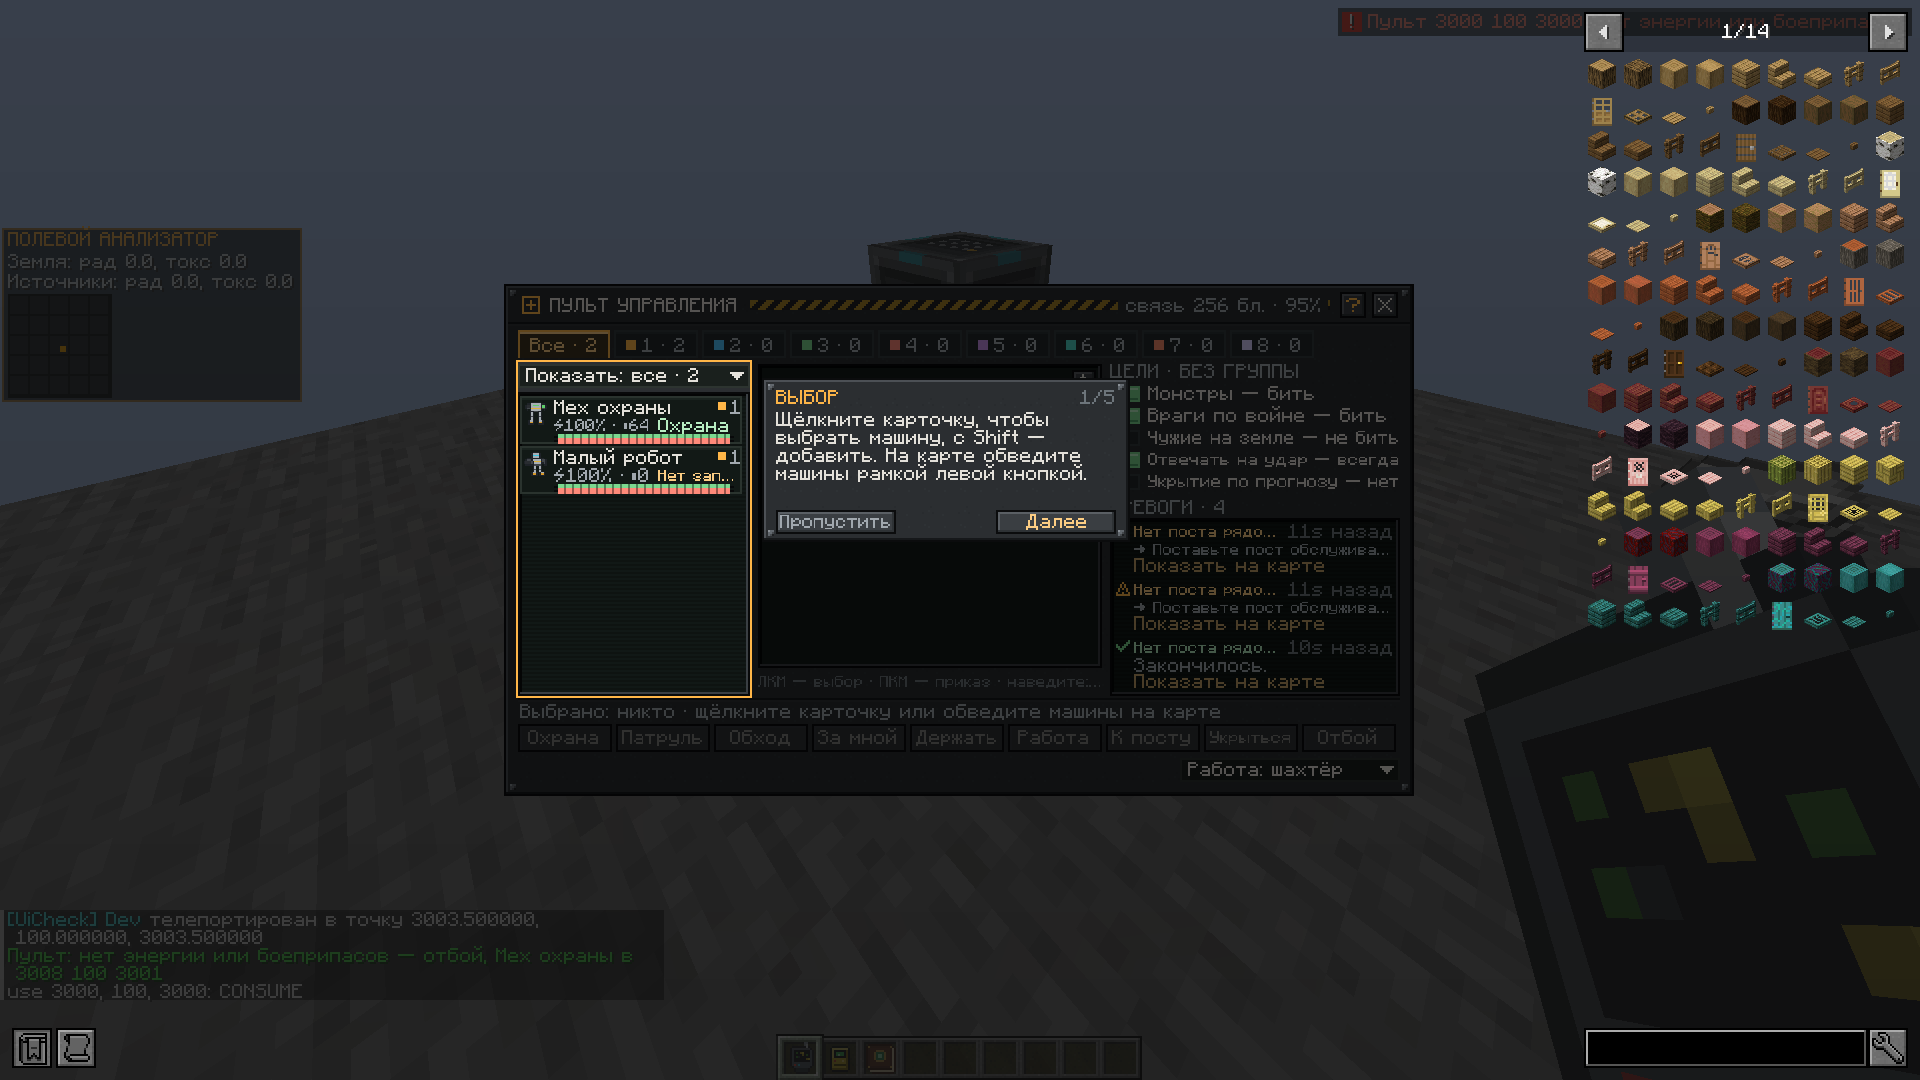 Пульт 3000 100 3000
энергии или боеприпа
1/14
ПОЛЕВОЙ АНАЛИЗАТОР
Земля: рад 0.0, токс 0.0
Источники: рад 0.0, токс 0.0
ПУЛЬТ УПРАВЛЕНИЯ
связь 256 бл. · 95%
?
Все · 2
1 · 2
2 · 0
3 · 0
4 · 0
5 · 0
6 · 0
7 · 0
8 · 0
Показать: все · 2
Мех охраны 1
100% · 64 Охрана
Малый робот 1
100% · 0 Нет зап...
ВЫБОР 1/5
Щёлкните карточку, чтобы
выбрать машину, с Shift —
добавить. На карте обведите
машины рамкой левой кнопкой.
Пропустить
Далее
ЦЕЛИ · БЕЗ ГРУППЫ
Монстры — бить
Враги по войне — бить
Чужие на земле — не бить
Отвечать на удар — всегда
Укрытие по прогнозу — нет
ЕВОГИ · 4
Нет поста рядо... 11s назад
→ Поставьте пост обслужива...
Показать на карте
Нет поста рядо... 11s назад
→ Поставьте пост обслужива...
Показать на карте
Нет поста рядо... 10s назад
Закончилось.
Показать на карте
ЛКМ — выбор · ПКМ — приказ · наведите:...
Выбрано: никто · щёлкните карточку или обведите машины на карте
Охрана
Патруль
Обход
За мной
Держать
Работа
К посту
Укрыться
Отбой
Работа: шахтёр
[UiCheck] Dev телепортирован в точку 3003.500000,
100.000000, 3003.500000
Пульт: нет энергии или боеприпасов — отбой, Мех охраны в
3008 100 3001
use 3000, 100, 3000: CONSUME